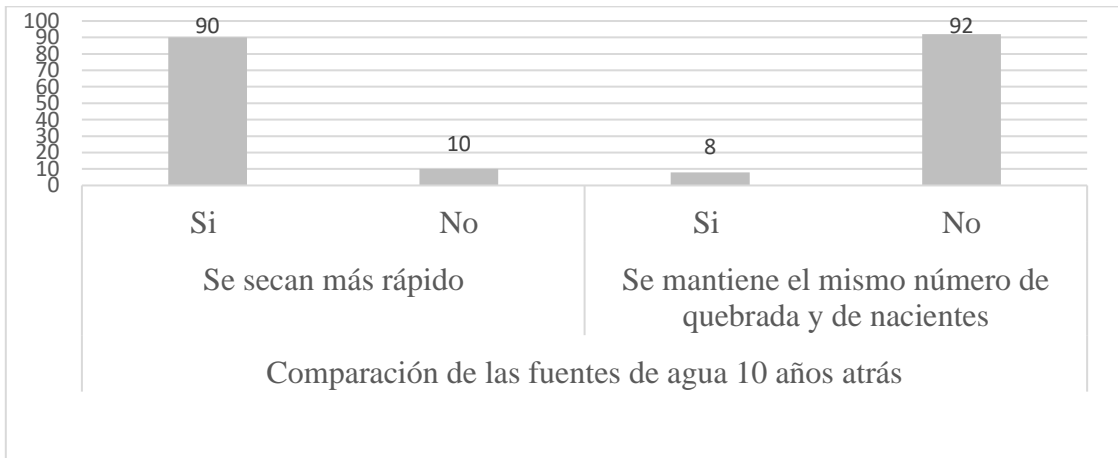 100
90
80
70
60
50
40
30
20
10
0
90
10
8
92
Si
No
Si
No
Se secan más rápido
Se mantiene el mismo número de
quebrada y de nacientes
Comparación de las fuentes de agua 10 años atrás